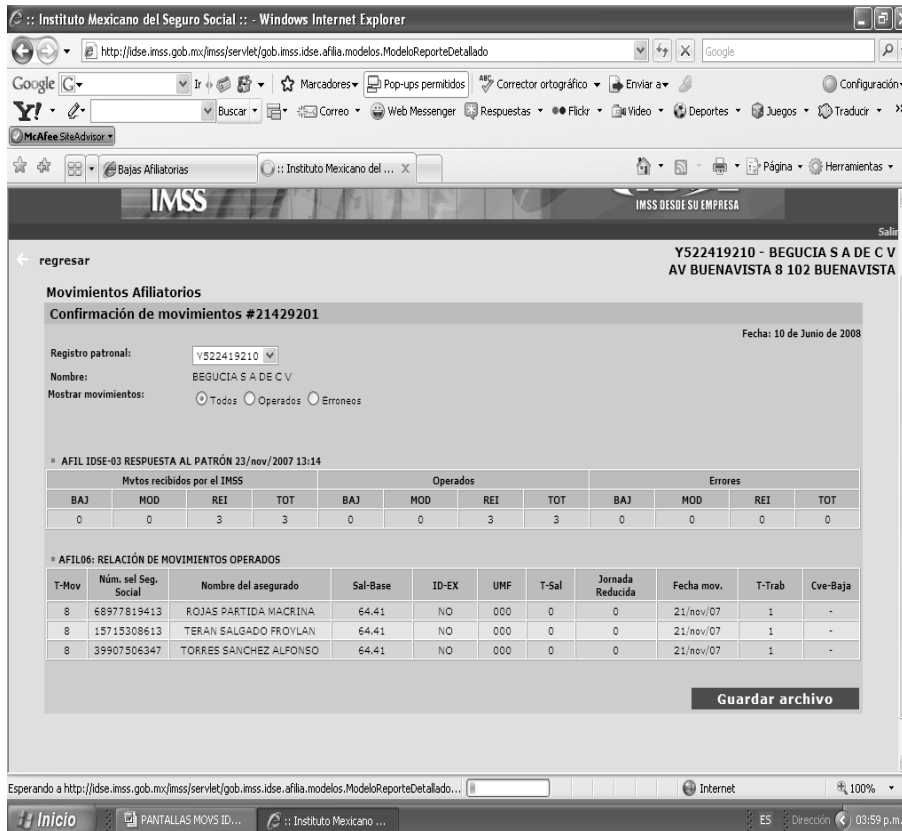 :: Instituto Mexicano del Seguro Social :: - Windows Internet Explorer
http://idse.imss.gob.mx/imss/servlet/gob.imss.idse.afilia.modelos.ModeloReporteDetallado Google
Google G Ir Marcadores Pop-ups permitidos Corrector ortográfico Enviar a Configuración
Y! Buscar Correo Web Messenger Respuestas Flickr Video Deportes Juegos Traducir
McAfee SiteAdvisor
Bajas Afiliatorias :: Instituto Mexicano del ... X Página Herramientas
IMSS IMSS DESDE SU EMPRESA
Salir
regresar Y522419210 - BEGUCIA S A DE C V
AV BUENAVISTA 8 102 BUENAVISTA
Movimientos Afiliatorios
Confirmación de movimientos #21429201
Fecha: 10 de Junio de 2008
Registro patronal: Y522419210
Nombre: BEGUCIA S A DE C V
Mostrar movimientos: Todos Operados Erroneos
AFIL IDSE-03 RESPUESTA AL PATRÓN 23/nov/2007 13:14
Mvtos recibidos por el IMSS Operados Errores
BAJ MOD REI TOT BAJ MOD REI TOT BAJ MOD REI TOT
0 0 3 3 0 0 3 3 0 0 0 0
AFIL06: RELACIÓN DE MOVIMIENTOS OPERADOS
T-Mov Núm. sel Seg. Social Nombre del asegurado Sal-Base ID-EX UMF T-Sal Jornada Reducida Fecha mov. T-Trab Cve-Baja
8 68977819413 ROJAS PARTIDA MACRINA 64.41 NO 000 0 0 21/nov/07 1 -
8 15715308613 TERAN SALGADO FROYLAN 64.41 NO 000 0 0 21/nov/07 1 -
8 39907506347 TORRES SANCHEZ ALFONSO 64.41 NO 000 0 0 21/nov/07 1 -
Guardar archivo
Esperando a http://idse.imss.gob.mx/imss/servlet/gob.imss.idse.afilia.modelos.ModeloReporteDetallado... Internet 100%
Inicio PANTALLAS MOVS ID... :: Instituto Mexicano ... ES Dirección 03:59 p.m.